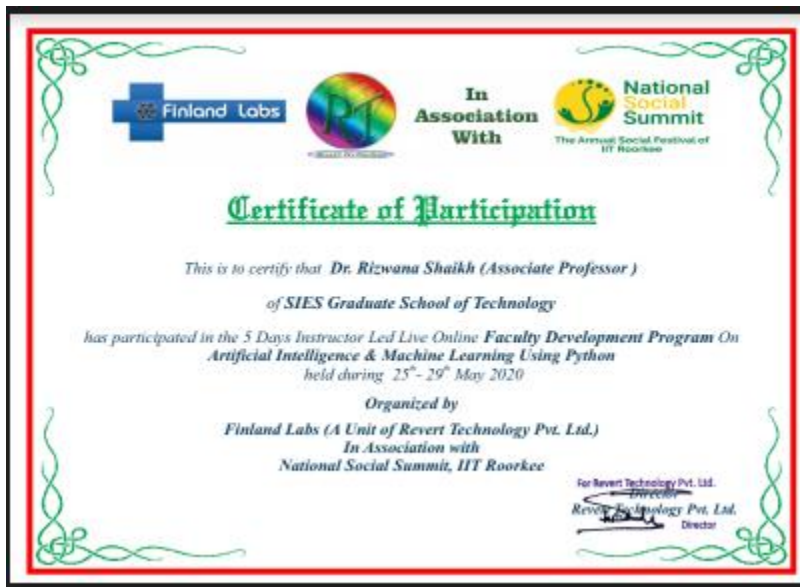 Finland Labs
RT
In
Association
With
National
Social
Summit
The Annual Social Festival of
IIT Roorkee
Certificate of Participation
This is to certify that Dr. Rizwana Shaikh (Associate Professor )
of SIES Graduate School of Technology
has participated in the 5 Days Instructor Led Live Online Faculty Development Program On
Artificial Intelligence & Machine Learning Using Python
held during 25th- 29th May 2020
Organized by
Finland Labs (A Unit of Revert Technology Pvt. Ltd.)
In Association with
National Social Summit, IIT Roorkee
For Revert Technology Pvt. Ltd.
Director
Revert Technology Pvt. Ltd.
Director